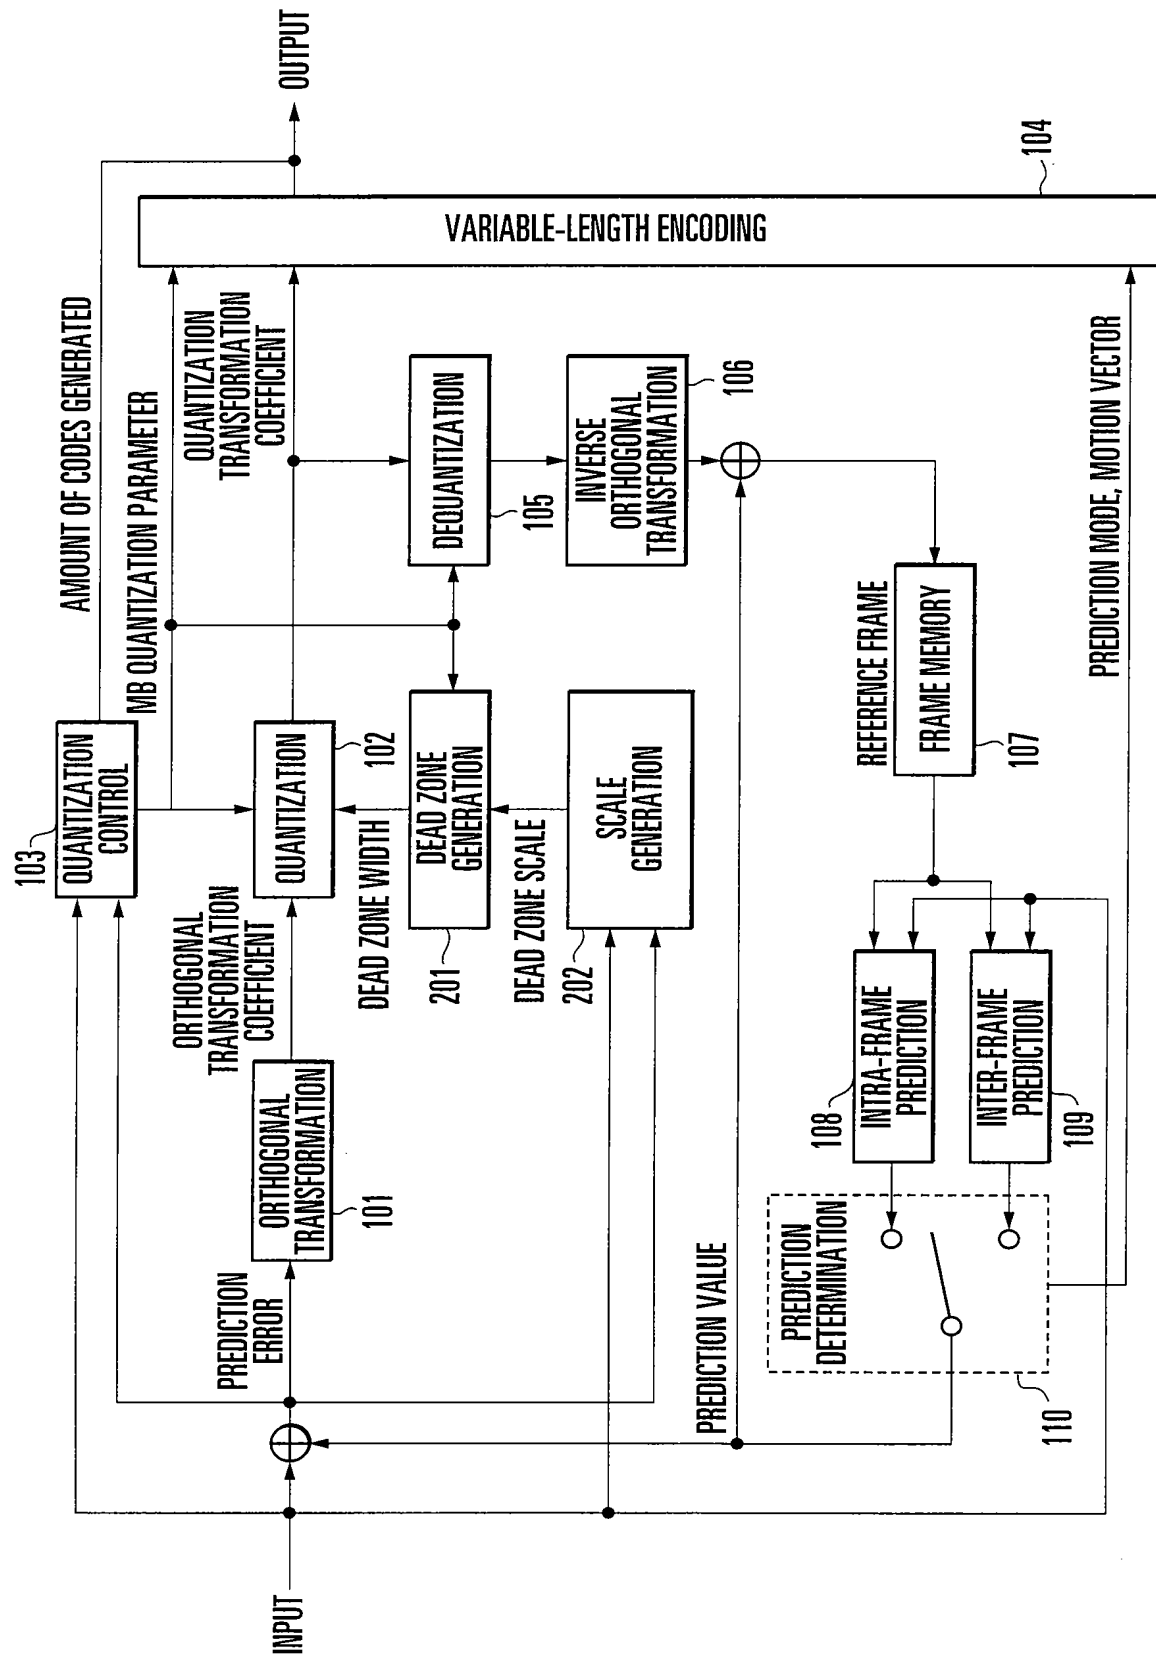 AMOUNT OF CODES GENERATED
103
QUANTIZATION
CONTROL
MB QUANTIZATION PARAMETER
ORTHOGONAL
TRANSFORMATION
COEFFICIENT
QUANTIZATION
TRANSFORMATION
COEFFICIENT
INPUT
PREDICTION
ERROR
ORTHOGONAL
TRANSFORMATION
101
QUANTIZATION
102
VARIABLE-LENGTH ENCODING
104
OUTPUT
DEAD ZONE WIDTH
201
DEAD ZONE
GENERATION
DEQUANTIZATION
105
DEAD ZONE SCALE
202
SCALE
GENERATION
INVERSE
ORTHOGONAL
TRANSFORMATION
106
PREDICTION VALUE
REFERENCE FRAME
FRAME MEMORY
107
PREDICTION
DETERMINATION
110
108
INTRA-FRAME
PREDICTION
INTER-FRAME
PREDICTION
109
PREDICTION MODE, MOTION VECTOR